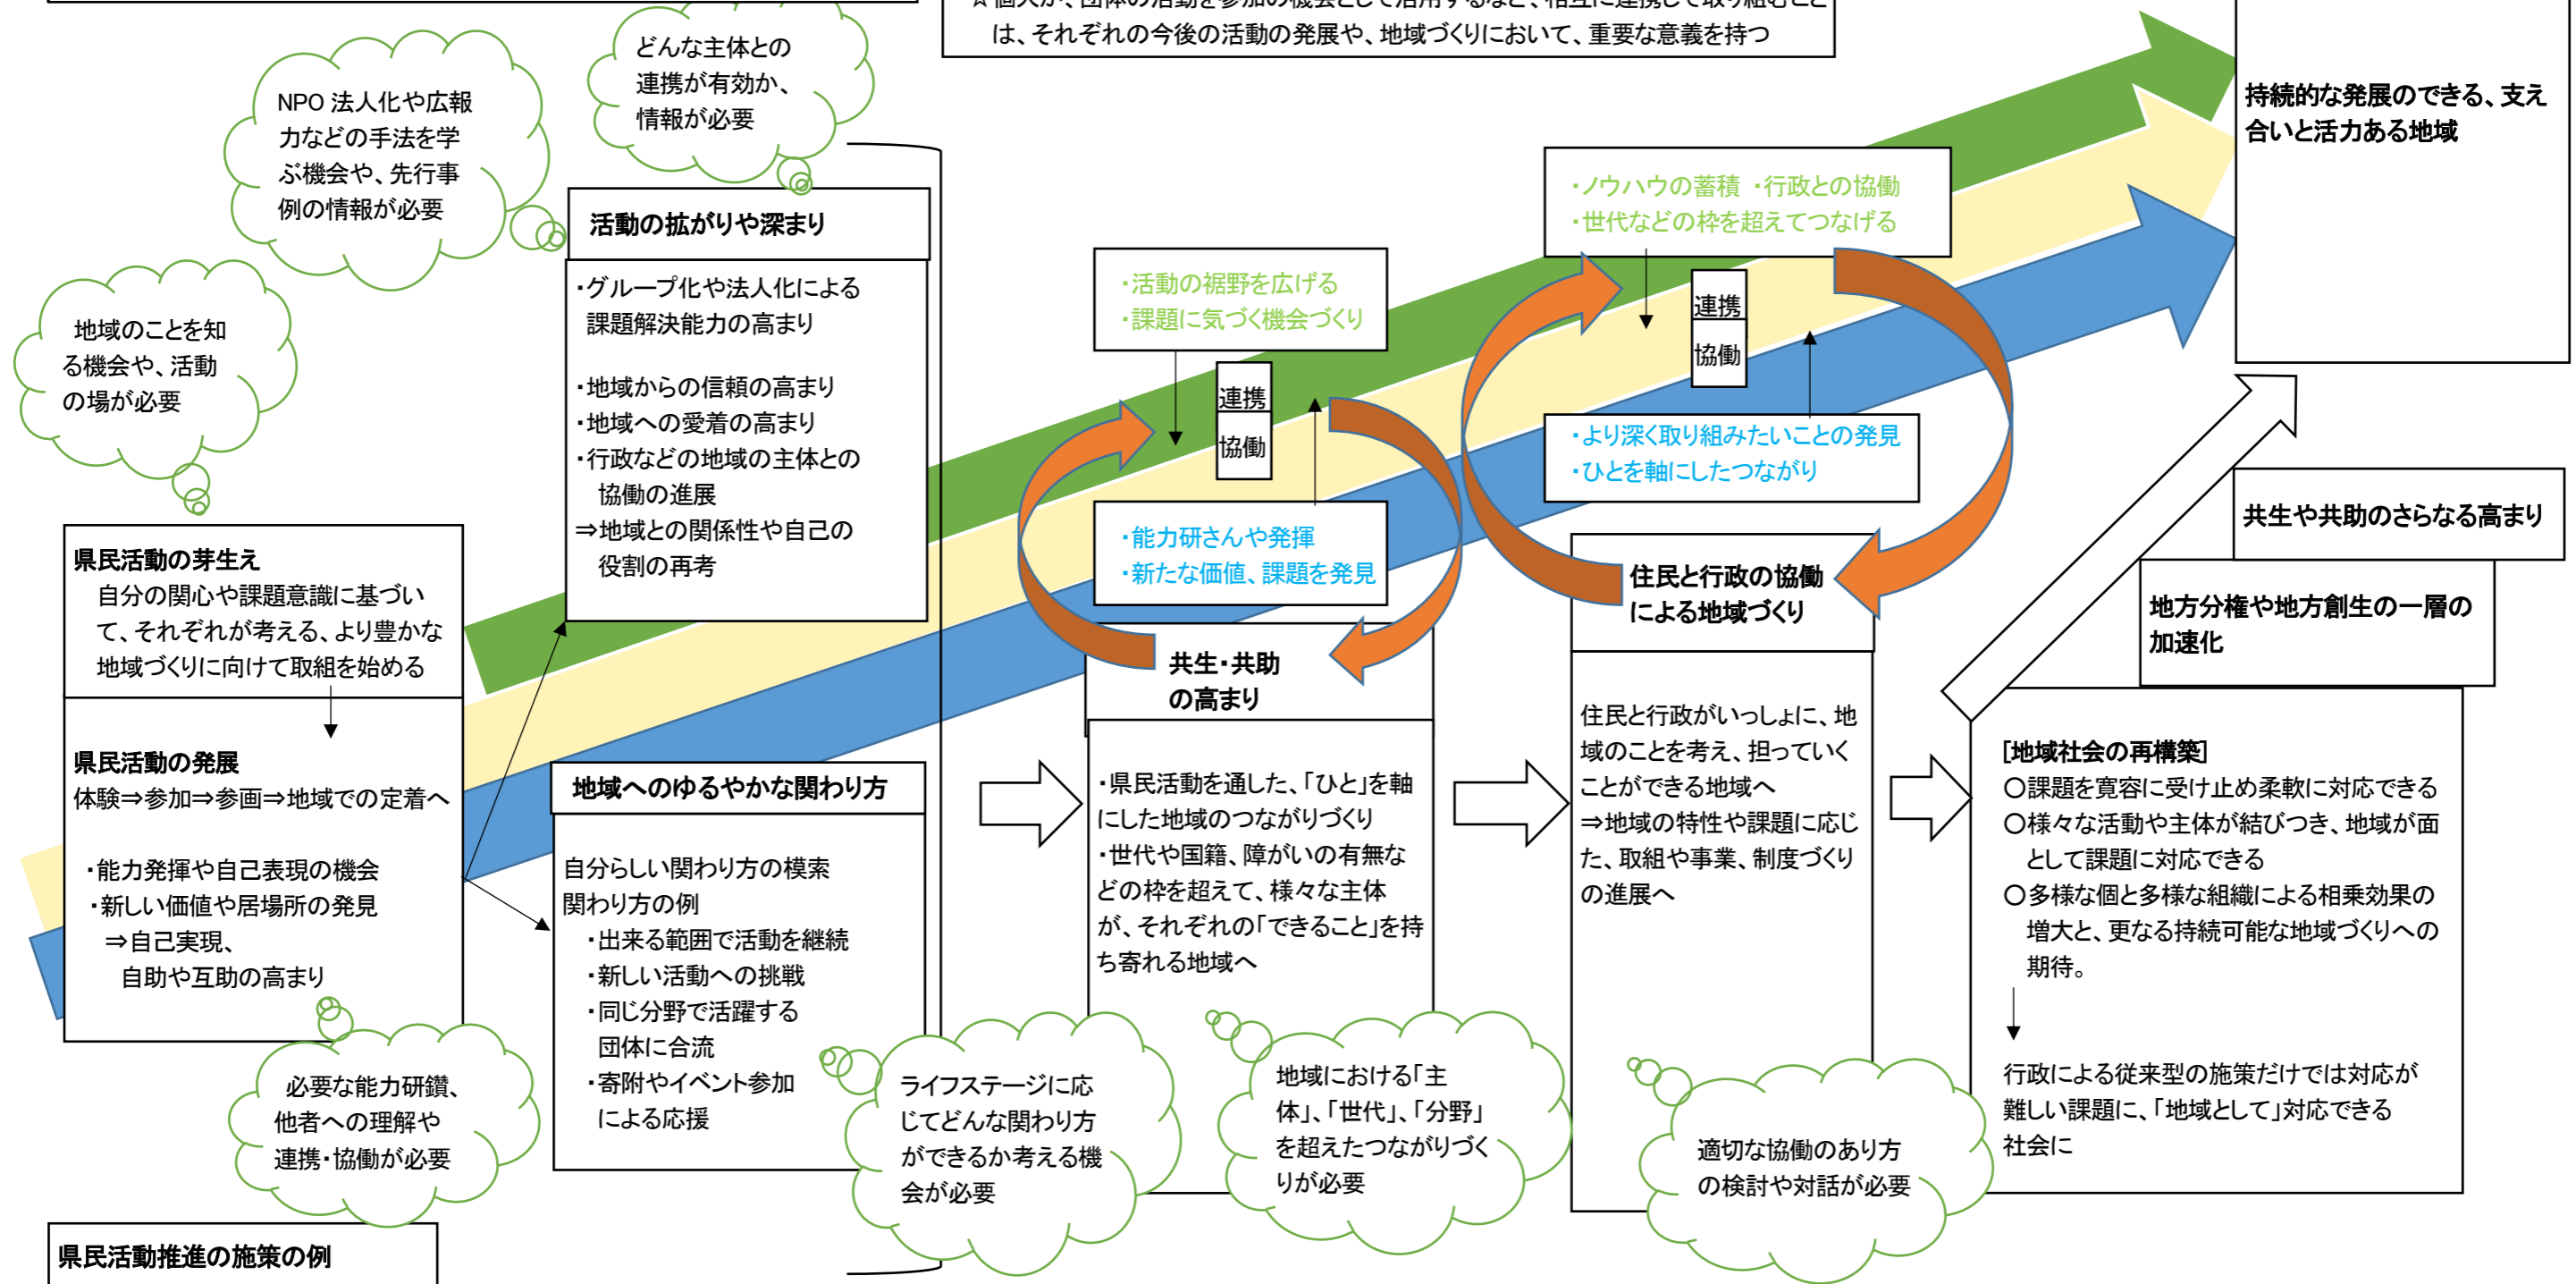 ☆個人が、団体の活動を参加の機会として活用するなど、相互に連携して取り組むこと
は、それぞれの今後の活動の発展や、地域づくりにおいて、重要な意義を持つ
どんな主体との
連携が有効か、
情報が必要
NPO 法人化や広報
力などの手法を学
ぶ機会や、先行事
例の情報が必要
地域のことを知
る機会や、活動
の場が必要
持続的な発展のできる、支え
合いと活力ある地域
活動の拡がりや深まり
・グループ化や法人化による
課題解決能力の高まり
・地域からの信頼の高まり
・地域への愛着の高まり
・行政などの地域の主体との
協働の進展
⇒地域との関係性や自己の
役割の再考
・ノウハウの蓄積 ・行政との協働
・世代などの枠を超えてつなげる
連携
協働
・より深く取り組みたいことの発見
・ひとを軸にしたつながり
・活動の裾野を広げる
・課題に気づく機会づくり
連携
協働
・能力研さんや発揮
・新たな価値、課題を発見
県民活動の芽生え
自分の関心や課題意識に基づい
て、それぞれが考える、より豊かな
地域づくりに向けて取組を始める
県民活動の発展
体験⇒参加⇒参画⇒地域での定着へ
・能力発揮や自己表現の機会
・新しい価値や居場所の発見
⇒自己実現、
自助や互助の高まり
必要な能力研鑽、
他者への理解や
連携・協働が必要
地域へのゆるやかな関わり方
自分らしい関わり方の模索
関わり方の例
・出来る範囲で活動を継続
・新しい活動への挑戦
・同じ分野で活躍する
団体に合流
・寄附やイベント参加
による応援
ライフステージに応
じてどんな関わり方
ができるか考える機
会が必要
共生・共助
の高まり
・県民活動を通した、「ひと」を軸
にした地域のつながりづくり
・世代や国籍、障がいの有無な
どの枠を超えて、様々な主体
が、それぞれの「できること」を持
ち寄れる地域へ
地域における「主
体」、「世代」、「分野」
を超えたつながりづく
りが必要
住民と行政の協働
による地域づくり
住民と行政がいっしょに、地
域のことを考え、担っていく
ことができる地域へ
⇒地域の特性や課題に応じ
た、取組や事業、制度づくり
の進展へ
適切な協働のあり方
の検討や対話が必要
共生や共助のさらなる高まり
地方分権や地方創生の一層の
加速化
[地域社会の再構築]
〇課題を寛容に受け止め柔軟に対応できる
〇様々な活動や主体が結びつき、地域が面
として課題に対応できる
〇多様な個と多様な組織による相乗効果の
増大と、更なる持続可能な地域づくりへの
期待。
行政による従来型の施策だけでは対応が
難しい課題に、「地域として」対応できる
社会に
県民活動推進の施策の例